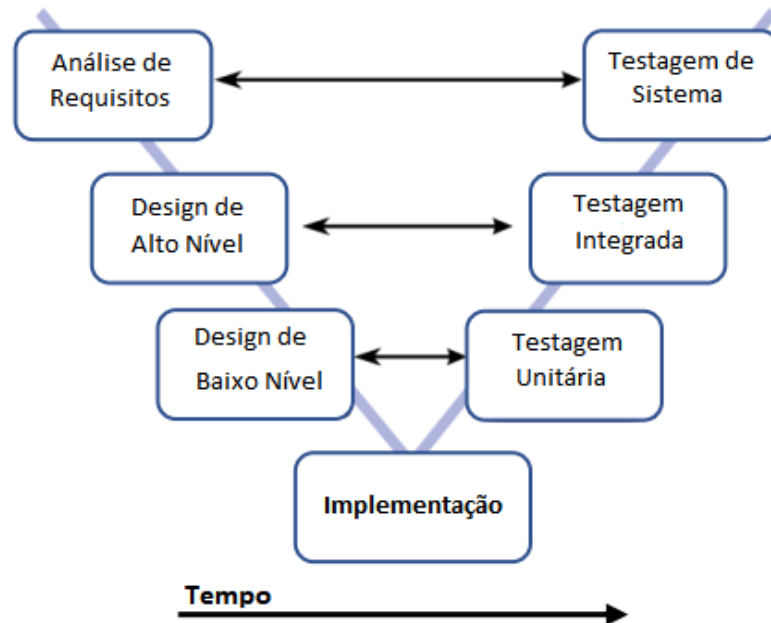 Análise de
Requisitos
Testagem de
Sistema
Design de
Alto Nível
Testagem
Integrada
Design de
Baixo Nível
Testagem
Unitária
Implementação
Tempo